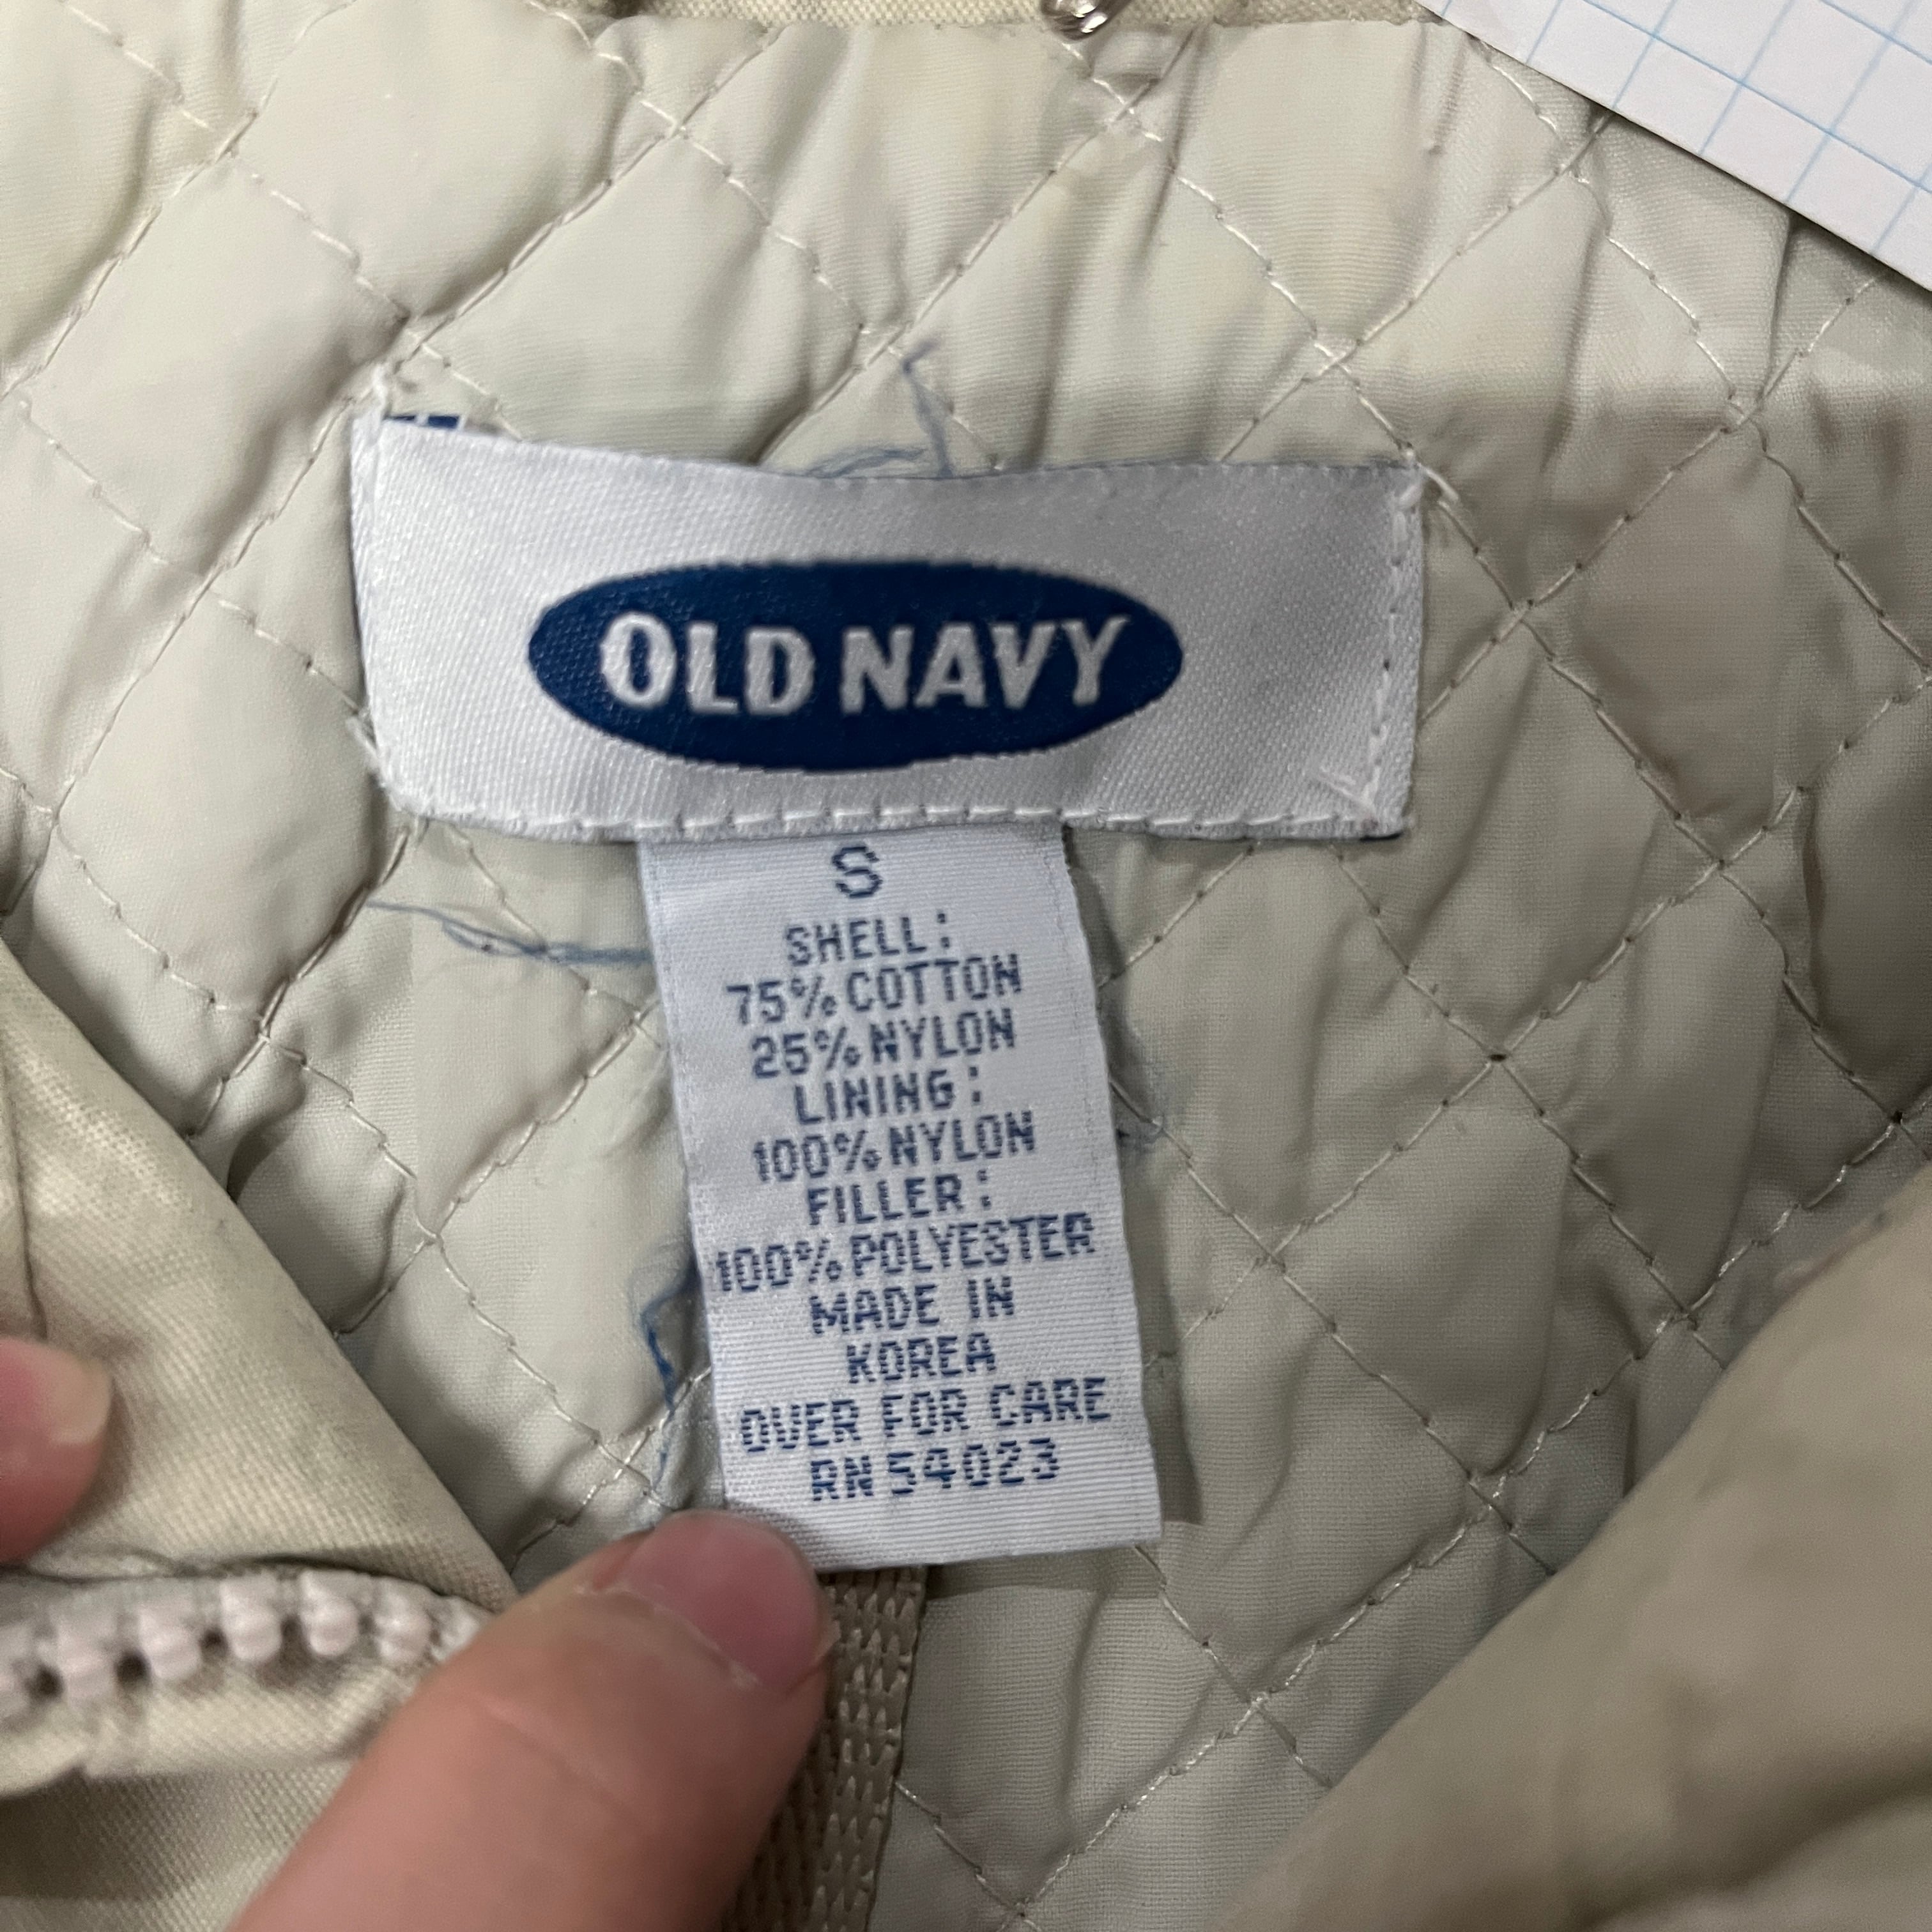 OLD NAVY
S
SHELL:
75% COTTON
25% NYLON
LINING:
100% NYLON
FILLER:
100% POLYESTER
MADE IN
KOREA
OVER FOR CARE
RN 54023